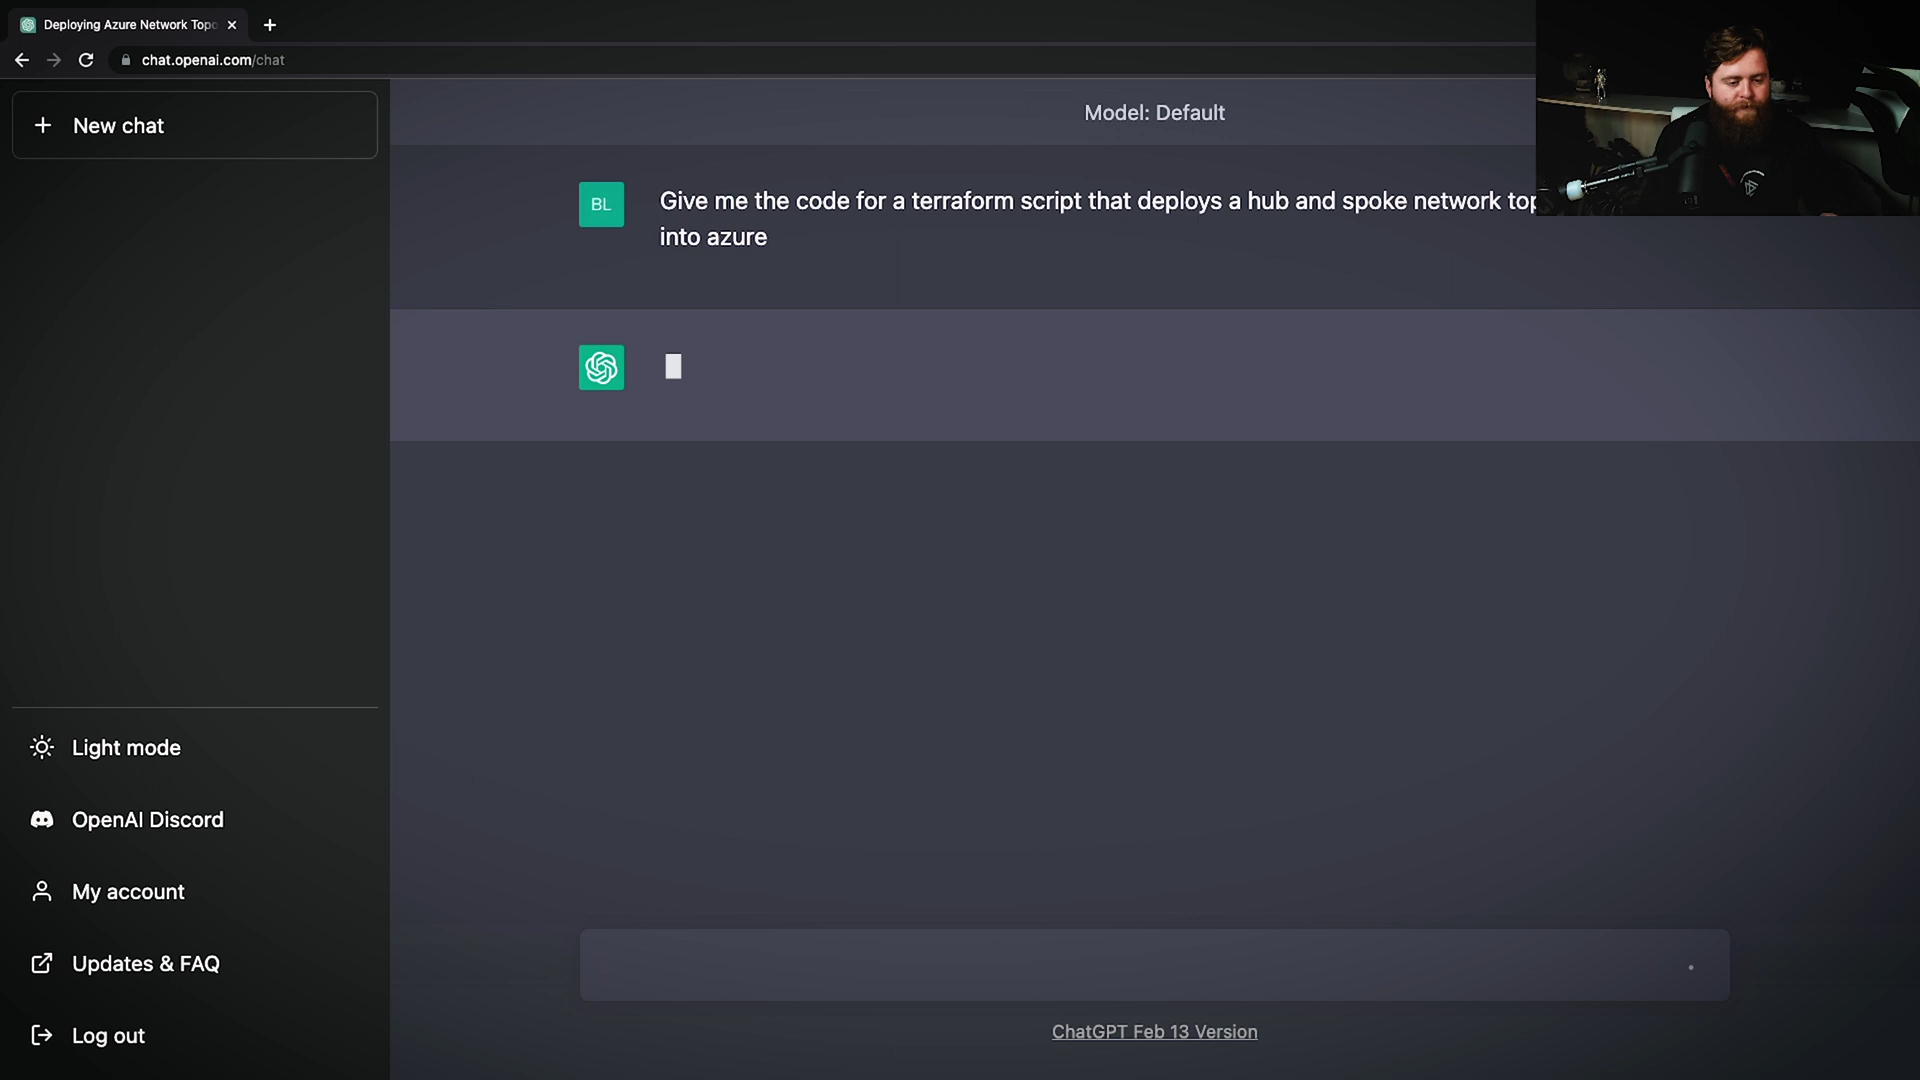 Deploying Azure Network Topo
chat.openai.com/chat
New chat
Model: Default
BL
Give me the code for a terraform script that deploys a hub and spoke network top
into azure
Light mode
OpenAI Discord
My account
Updates & FAQ
Log out
ChatGPT Feb 13 Version